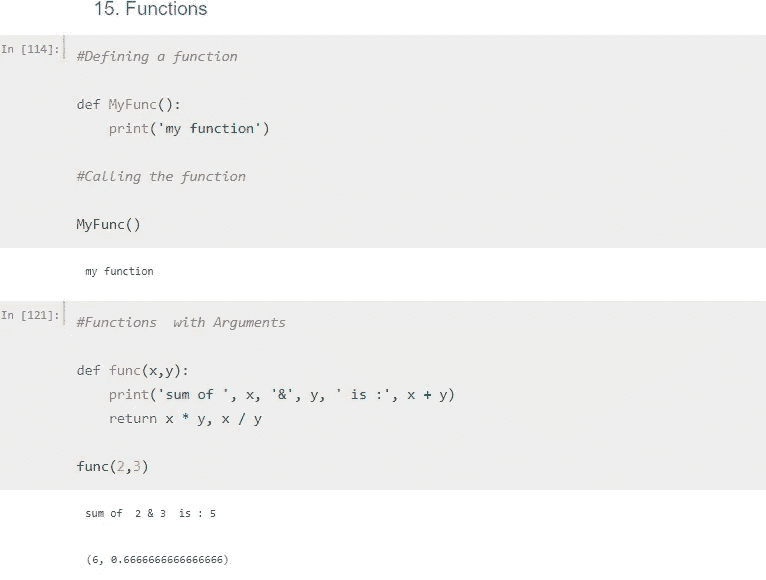 15. Functions
In [114]:
#Defining a function
def MyFunc():
    print('my function')
#Calling the function
MyFunc()
my function
In [121]:
#Functions  with Arguments
def func(x,y):
    print('sum of ', x, '&', y, ' is :', x + y)
    return x * y, x / y
func(2,3)
sum of  2 & 3  is : 5
(6, 0.6666666666666666)